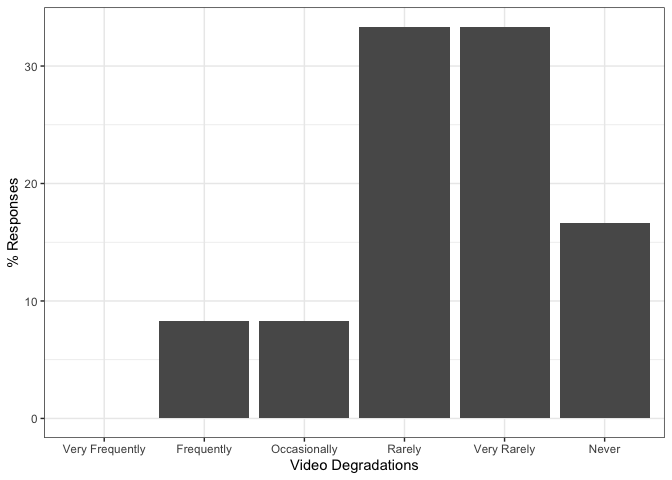 % Responses
30
20
10
0
Very Frequently Frequently Occasionally Rarely Very Rarely Never
Video Degradations